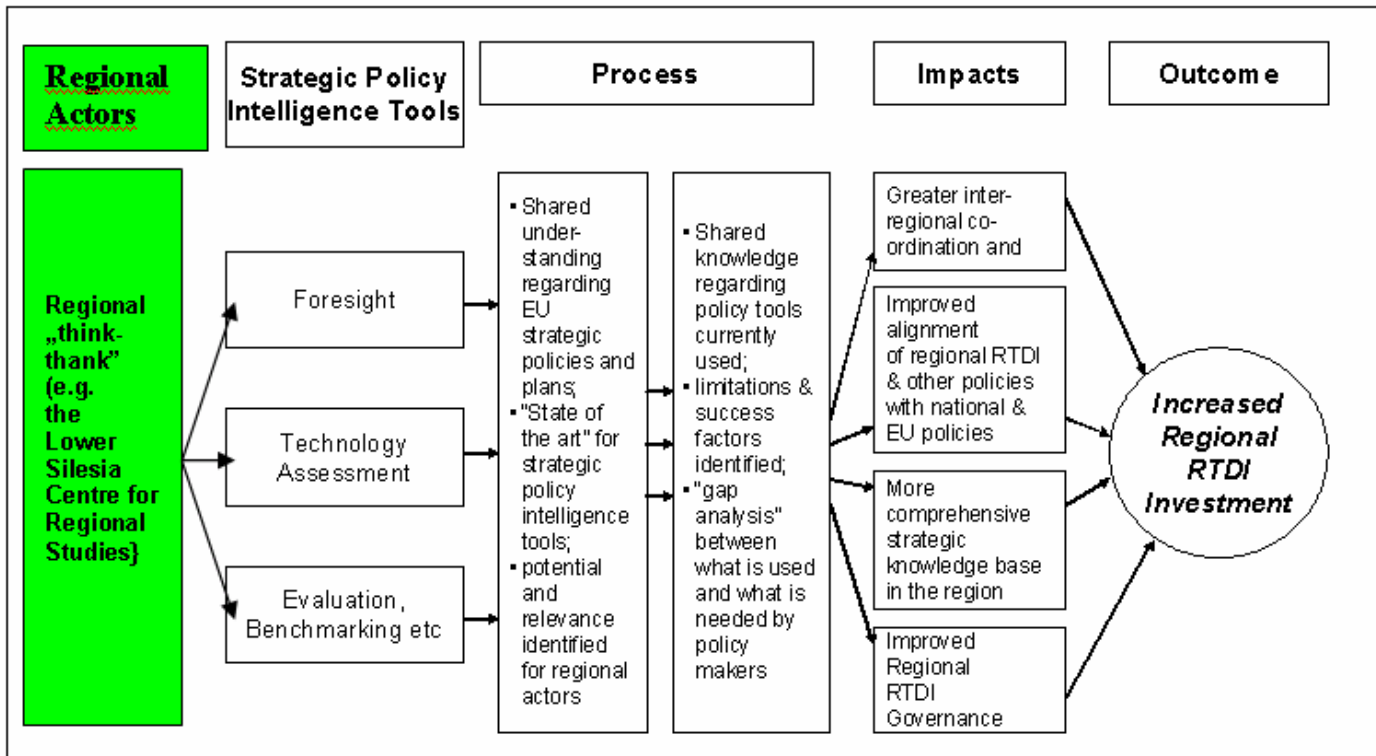 Regional
Actors
Strategic Policy
Intelligence Tools
Process
Impacts
Outcome
Regional
„think-
thank”
(e.g.
the
Lower
Silesia
Centre for
Regional
Studies}
Foresight
Technology
Assessment
Evaluation,
Benchmarking etc
▪ Shared
under-
standing
regarding
EU
strategic
policies and
plans;
▪ "State of
the art" for
strategic
policy
intelligence
tools;
▪ potential
and
relevance
identified
for regional
actors
▪ Shared
knowledge
regarding
policy tools
currently
used;
▪ limitations &
success
factors
identified;
▪ "gap
analysis"
between
what is used
and what is
needed by
policy
makers
Greater inter-
regional co-
ordination and
Improved
alignment
of regional RTDI
& other policies
with national &
EU policies
More
comprehensive
strategic
knowledge base
in the region
Improved
Regional
RTDI
Governance
Increased
Regional
RTDI
Investment